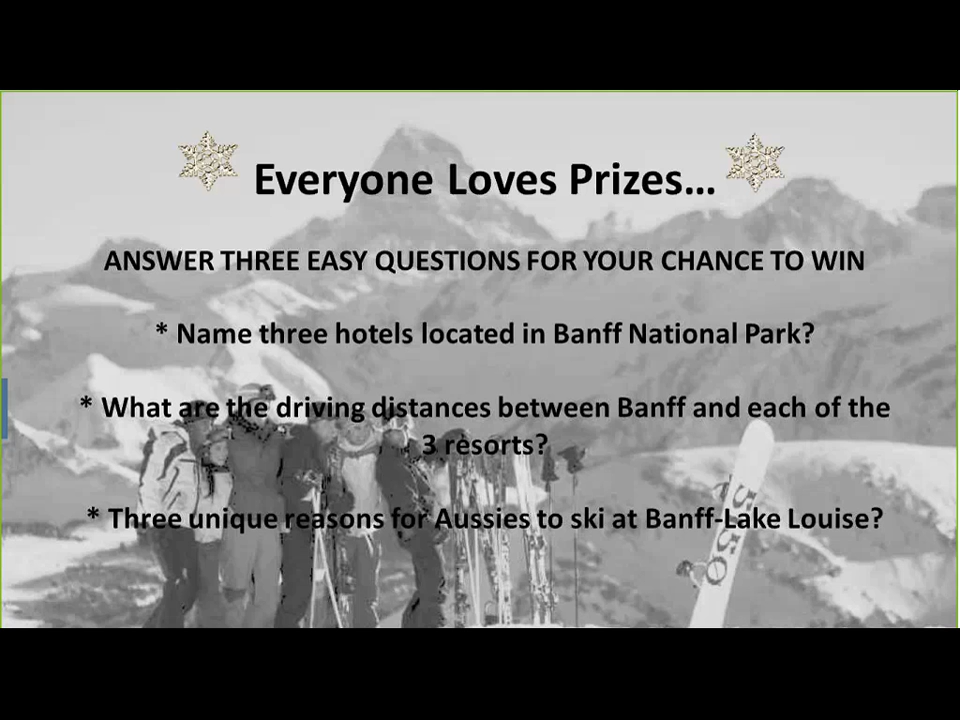 Everyone Loves Prizes...
ANSWER THREE EASY QUESTIONS FOR YOUR CHANCE TO WIN
* Name three hotels located in Banff National Park?
* What are the driving distances between Banff and each of the
3 resorts?
* Three unique reasons for Aussies to ski at Banff-Lake Louise?
550